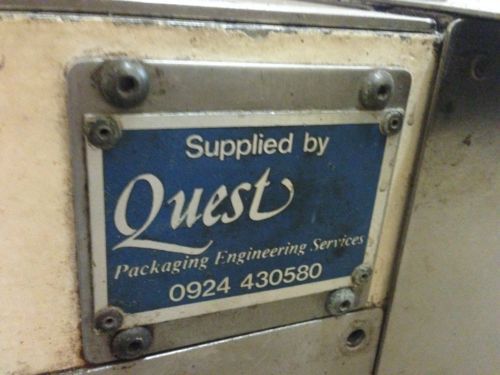 Supplied by
Quest
Packaging Engineering Services
0924 430580